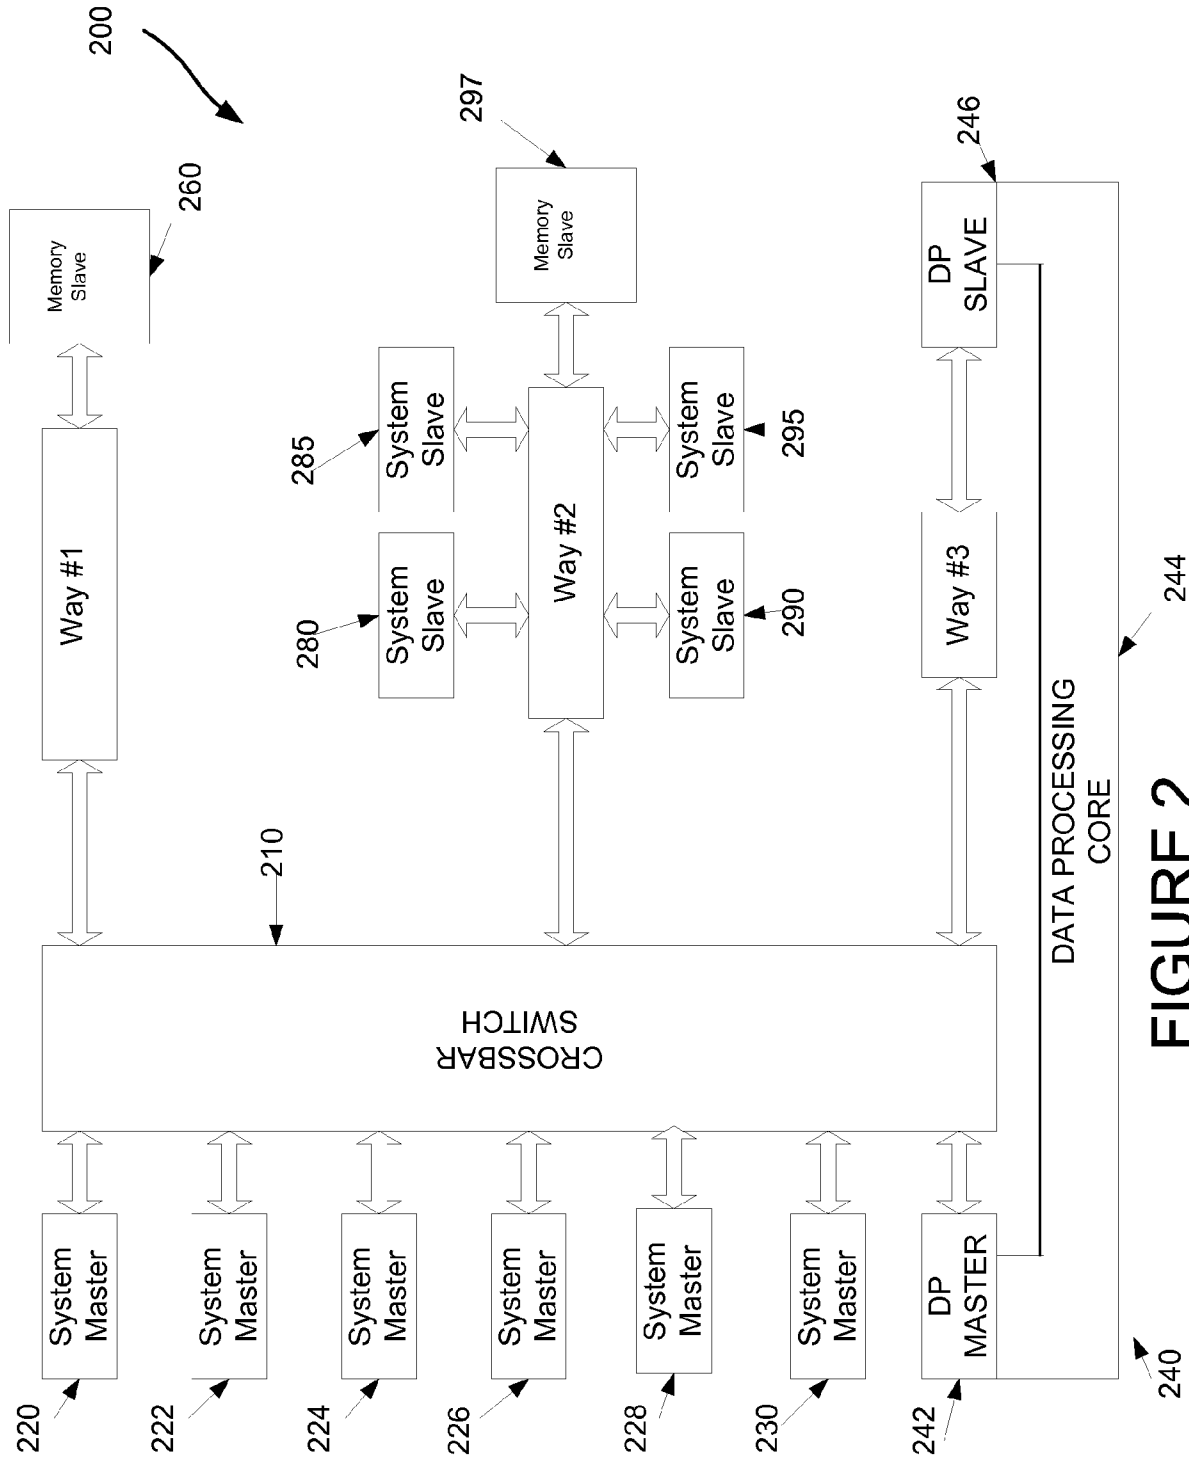 200
Memory
Slave
260
Way #1
297
Memory
Slave
System
Slave
285
System
Slave
280
Way #2
System
Slave
295
System
Slave
290
246
DP
SLAVE
Way #3
DATA PROCESSING
CORE
244
210
CROSSBAR
SWITCH
System
Master
220
System
Master
222
System
Master
224
System
Master
226
System
Master
228
System
Master
230
DP
MASTER
242
240
FIGURE 2